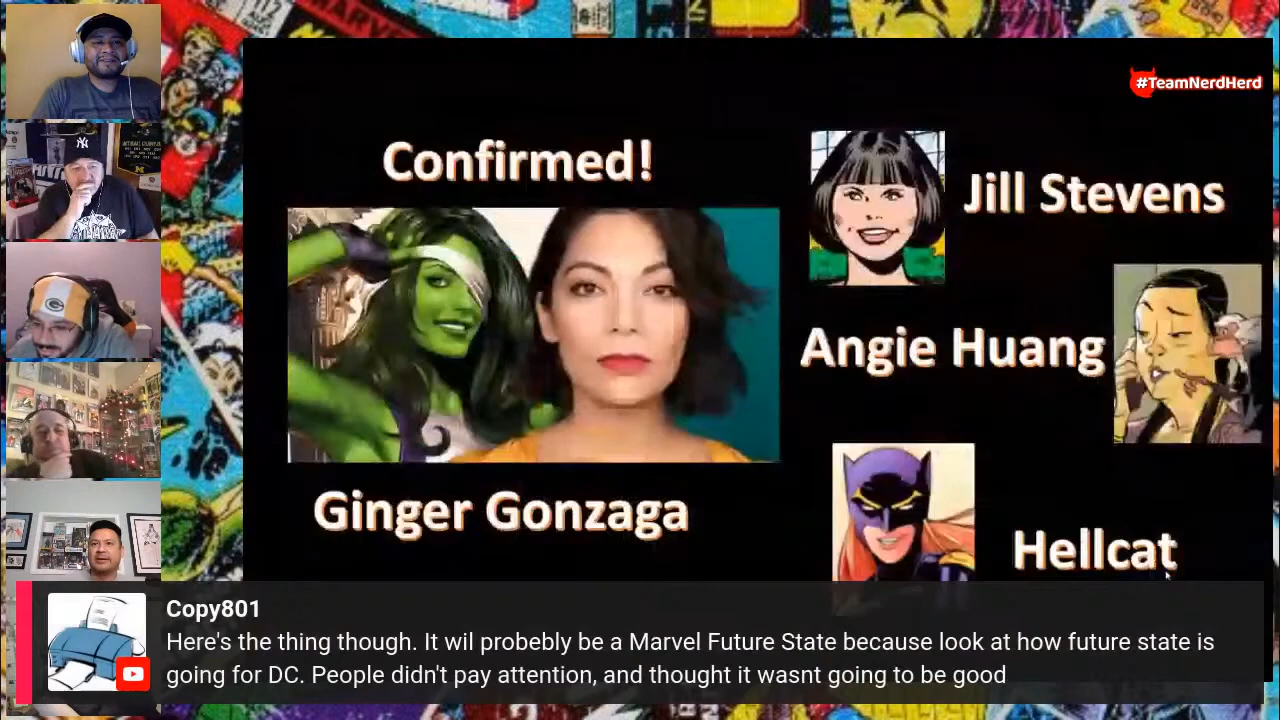 #TeamNerdHerd
Confirmed!
Jill Stevens
Angie Huang
Ginger Gonzaga
Hellcat
Copy801
Here's the thing though. It wil probebly be a Marvel Future State because look at how future state is
going for DC. People didn't pay attention, and thought it wasnt going to be good